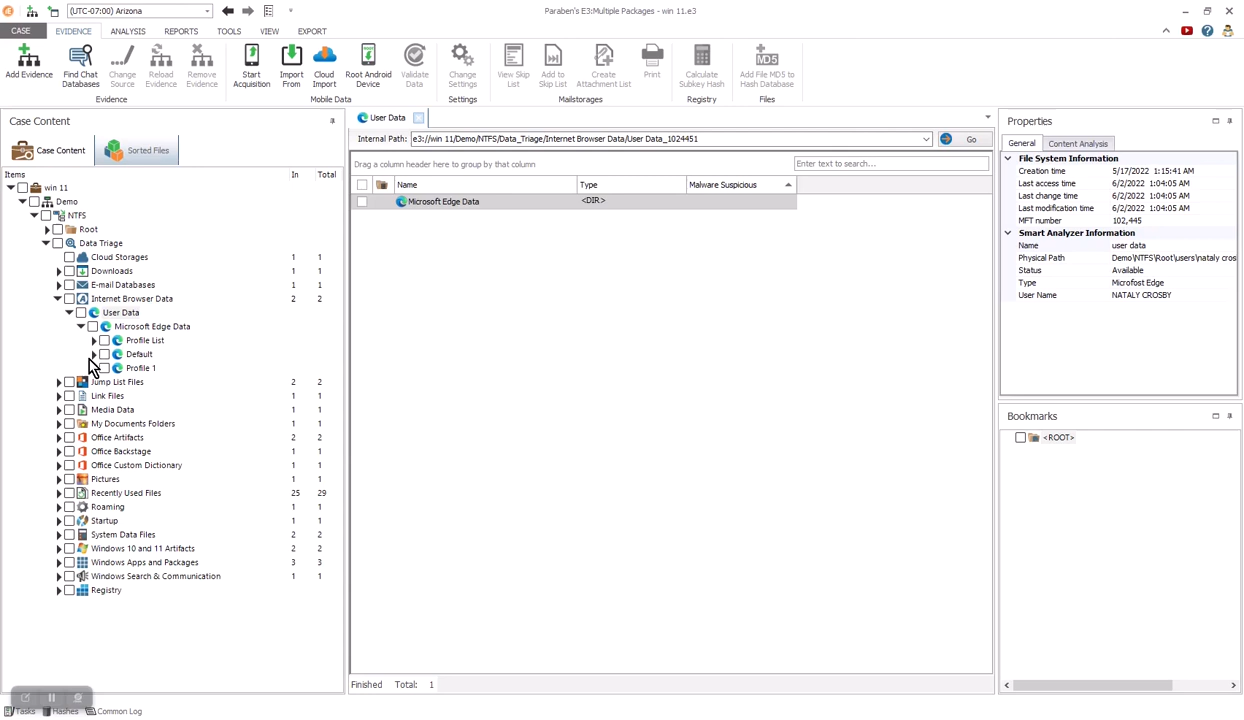 (UTC-07:00) Arizona
Paraben's E3:Multiple Packages - win 11.e3
CASE EVIDENCE ANALYSIS REPORTS TOOLS VIEW EXPORT
Add Evidence
Find Chat Databases
Change Source
Reload Evidence
Remove Evidence
Start Acquisition
Import From
Cloud Import
Root Android Device
Validate Data
Change Settings
View Skip List
Add to Skip List
Create Attachment List
Print
Calculate Subkey Hash
MD5
Add File MD5 to Hash Database
Evidence Mobile Data Settings Mailstorages Registry Files
Case Content
Case Content Sorted Files
Items In Total
win 11
Demo
NTFS
Root
Data Triage
Cloud Storages 1 1
Downloads 1 1
E-mail Databases 1 1
Internet Browser Data 2 2
User Data
Microsoft Edge Data
Profile List
Default
Profile 1
Jump List Files 2 2
Link Files 1 1
Media Data 1 1
My Documents Folders 1 1
Office Artifacts 2 2
Office Backstage 1 1
Office Custom Dictionary 1 1
Pictures 1 1
Recently Used Files 25 29
Roaming 1 1
Startup 1 1
System Data Files 2 2
Windows 10 and 11 Artifacts 2 2
Windows Apps and Packages 3 3
Windows Search & Communication 1 1
Registry
Tasks Hashes Common Log
User Data
Internal Path: e3://win 11/Demo/NTFS/Data_Triage/Internet Browser Data/User Data_1024451 Go
Drag a column header here to group by that column Enter text to search...
Name Type Malware Suspicious
Microsoft Edge Data <DIR>
Finished Total: 1
Properties
General Content Analysis
File System Information
Creation time 5/17/2022 1:15:41 AM
Last access time 6/2/2022 1:04:05 AM
Last change time 6/2/2022 1:04:05 AM
Last modification time 6/2/2022 1:04:05 AM
MFT number 102,445
Smart Analyzer Information
Name user data
Physical Path Demo\NTFS\Root\users\nataly cros
Status Available
Type Microfost Edge
User Name NATALY CROSBY
Bookmarks
<ROOT>